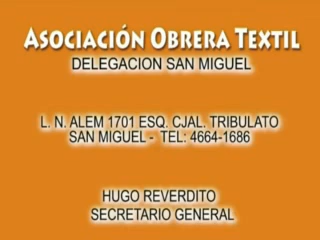 ASOCIACIÓN OBRERA TEXTIL
DELEGACION SAN MIGUEL
L. N. ALEM 1701 ESQ. CJAL. TRIBULATO
SAN MIGUEL - TEL: 4664-1686
HUGO REVERDITO
SECRETARIO GENERAL